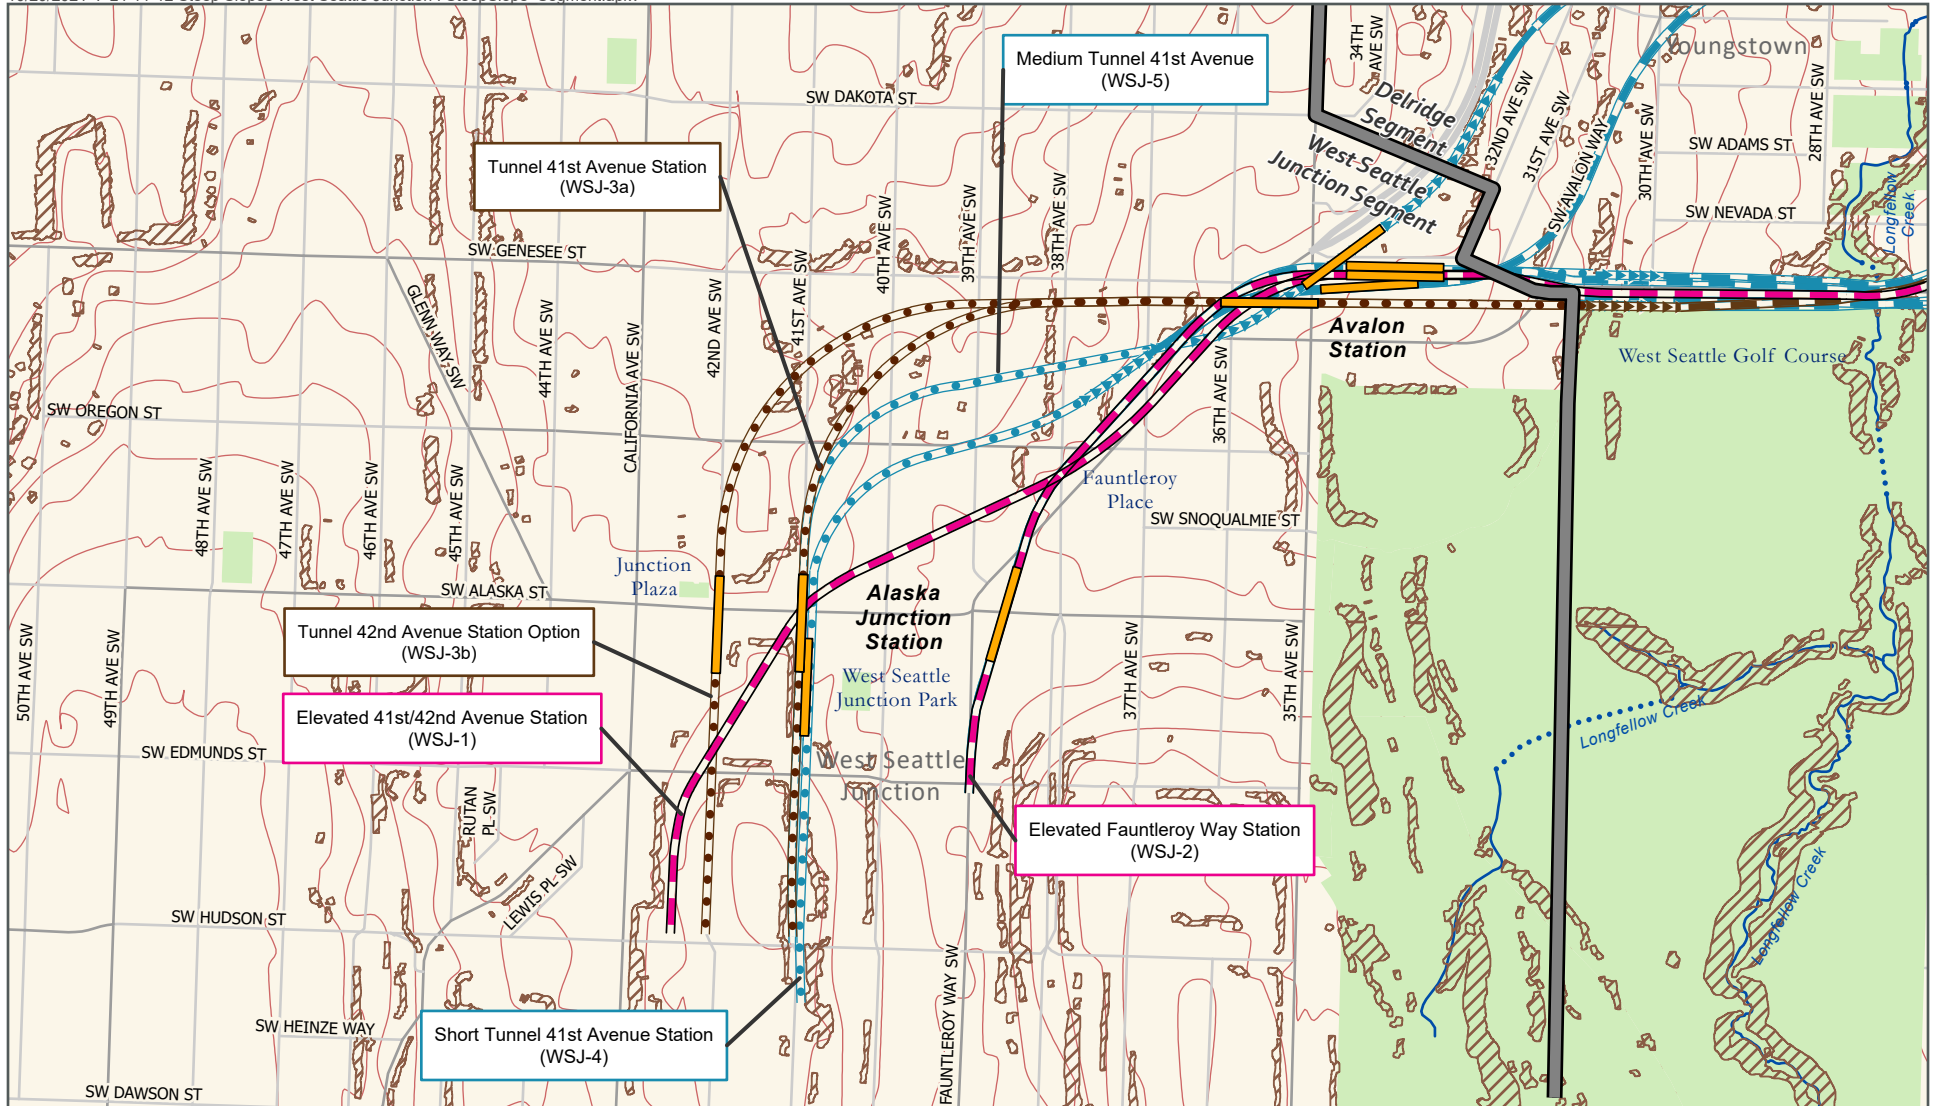 34TH
AVE SW
Youngstown
Medium Tunnel 41st Avenue
(WSJ-5)
SW DAKOTA ST
Delridge
Segment
32ND AVE SW
31ST AVE SW
SW AVALON WAY
30TH AVE SW
28TH AVE SW
SW ADAMS ST
West Seattle
Junction Segment
Tunnel 41st Avenue Station
(WSJ-3a)
SW NEVADA ST
Longfellow
Creek
SW GENESEE ST
40TH AVE SW
39TH AVE SW
38TH AVE SW
41ST AVE SW
42ND AVE SW
GLENN WAY SW
44TH AVE SW
CALIFORNIA AVE SW
Avalon
Station
West Seattle Golf Course
36TH AVE SW
SW OREGON ST
48TH AVE SW
47TH AVE SW
46TH AVE SW
45TH AVE SW
Fauntleroy
Place
SW SNOQUALMIE ST
Junction
Plaza
SW ALASKA ST
Alaska
Junction
Station
Tunnel 42nd Avenue Station Option
(WSJ-3b)
50TH AVE SW
49TH AVE SW
West Seattle
Junction Park
37TH AVE SW
35TH AVE SW
Elevated 41st/42nd Avenue Station
(WSJ-1)
Longfellow Creek
SW EDMUNDS ST
West Seattle
Junction
RUTAN
PL SW
Elevated Fauntleroy Way Station
(WSJ-2)
LEWIS PL SW
SW HUDSON ST
Longfellow Creek
FAUNTLEROY WAY SW
SW HEINZE WAY
Short Tunnel 41st Avenue Station
(WSJ-4)
SW DAWSON ST